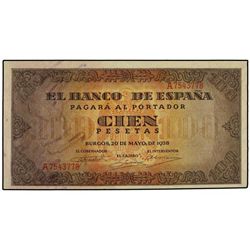 EL BANCO DE ESPAÑA
PAGARÁ AL PORTADOR
A7543778
CIEN
PESETAS
BURGOS, 20 DE MAYO DE 1938
EL GOBERNADOR EL CAJERO EL INTERVENTOR
A7543778